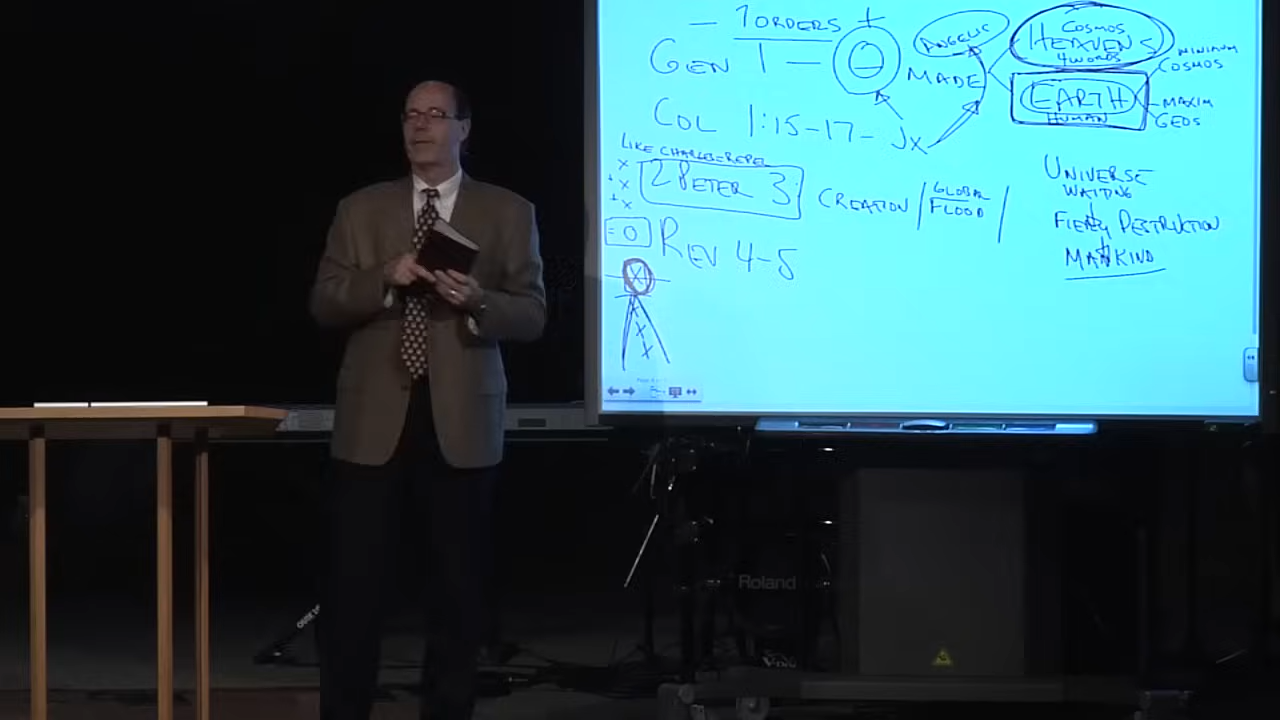 — 7 ORDERS +
GEN 1 — MADE ANGELIC
COSMOS
HEAVENS
4 WORDS
MINIMUM
COSMOS
EARTH
HUMAN
MAXIM
GEOS
COL 1:15-17- Jx
LIKE CHARGE REPEL
x
+ x
+ x
2 PETER 3
CREATION / GLOBAL FLOOD /
UNIVERSE
WAITING
FIERY DESTRUCTION
MANKIND
= 0
REV 4-5
Roland